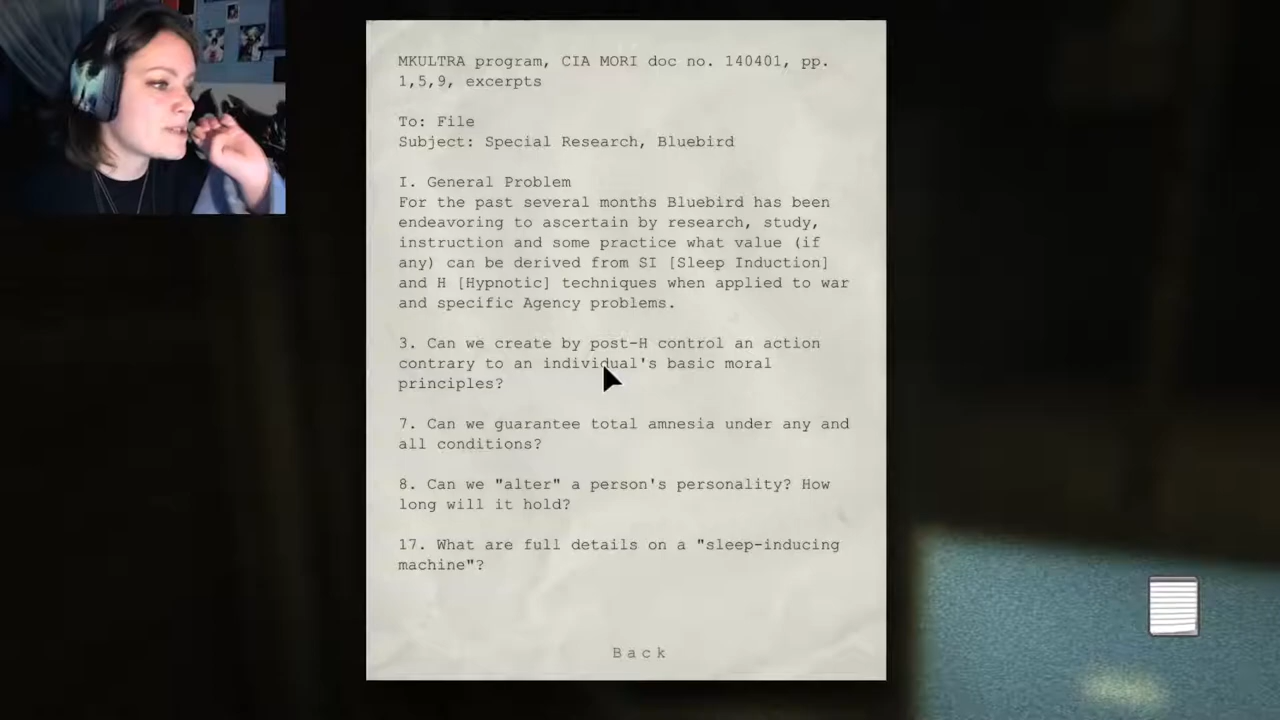 MKULTRA program, CIA MORI doc no. 140401, pp.
1,5,9, excerpts
To: File
Subject: Special Research, Bluebird
I. General Problem
For the past several months Bluebird has been
endeavoring to ascertain by research, study,
instruction and some practice what value (if
any) can be derived from SI [Sleep Induction]
and H [Hypnotic] techniques when applied to war
and specific Agency problems.
3. Can we create by post-H control an action
contrary to an individual's basic moral
principles?
7. Can we guarantee total amnesia under any and
all conditions?
8. Can we "alter" a person's personality? How
long will it hold?
17. What are full details on a "sleep-inducing
machine"?
Back